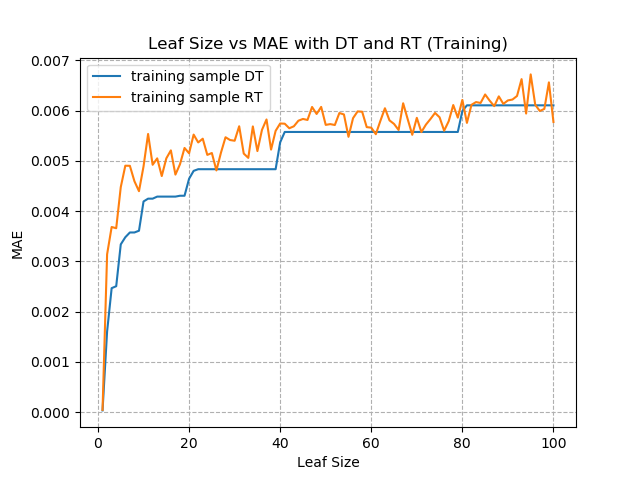 Leaf Size vs MAE with DT and RT (Training)
training sample DT
training sample RT
0.007
0.006
0.005
0.004
0.003
0.002
0.001
0.000
MAE
0 20 40 60 80 100
Leaf Size